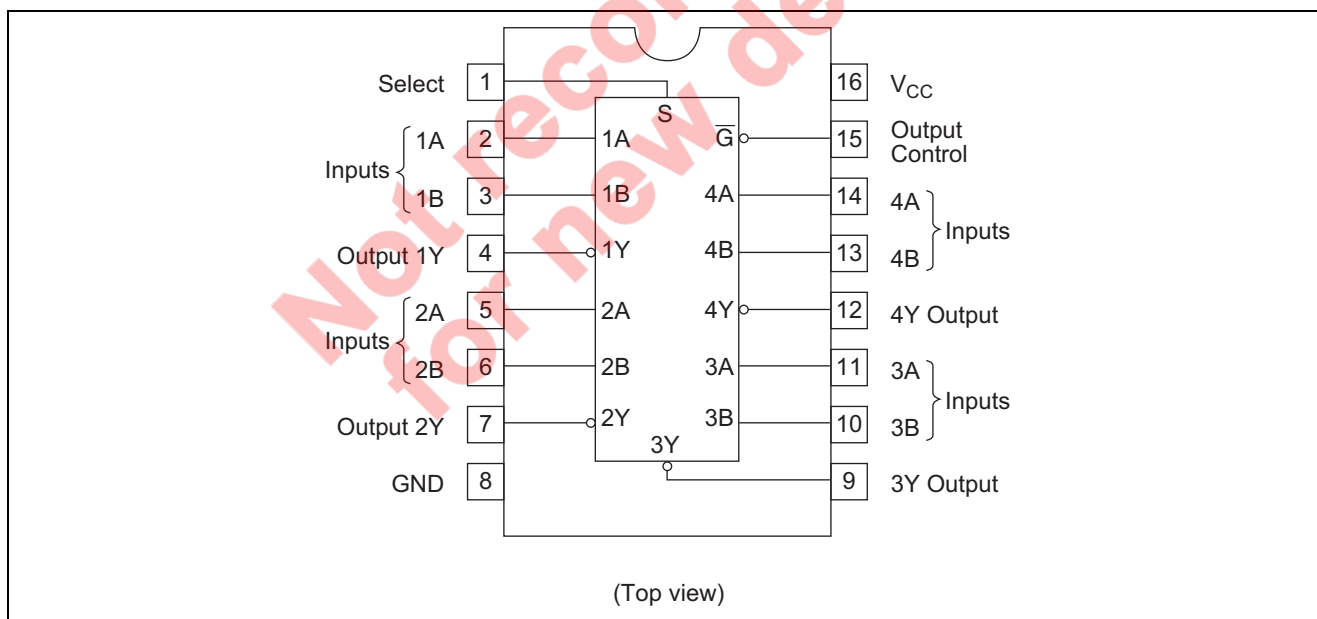 Not recom
for new de
Select 1
Inputs
1A 2
1B 3
Output 1Y 4
Inputs
2A 5
2B 6
Output 2Y 7
GND 8
S
1A
1B
1Y
2A
2B
2Y
3Y
G̅
4A
4B
4Y
3A
3B
16 VCC
15 Output
Control
14 4A
13 4B
Inputs
12 4Y Output
11 3A
10 3B
Inputs
9 3Y Output
(Top view)